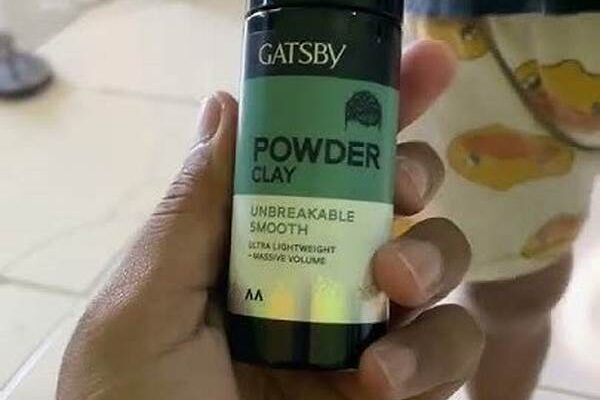 GATSBY
POWDER
CLAY
UNBREAKABLE
SMOOTH
ULTRA LIGHTWEIGHT
- MASSIVE VOLUME